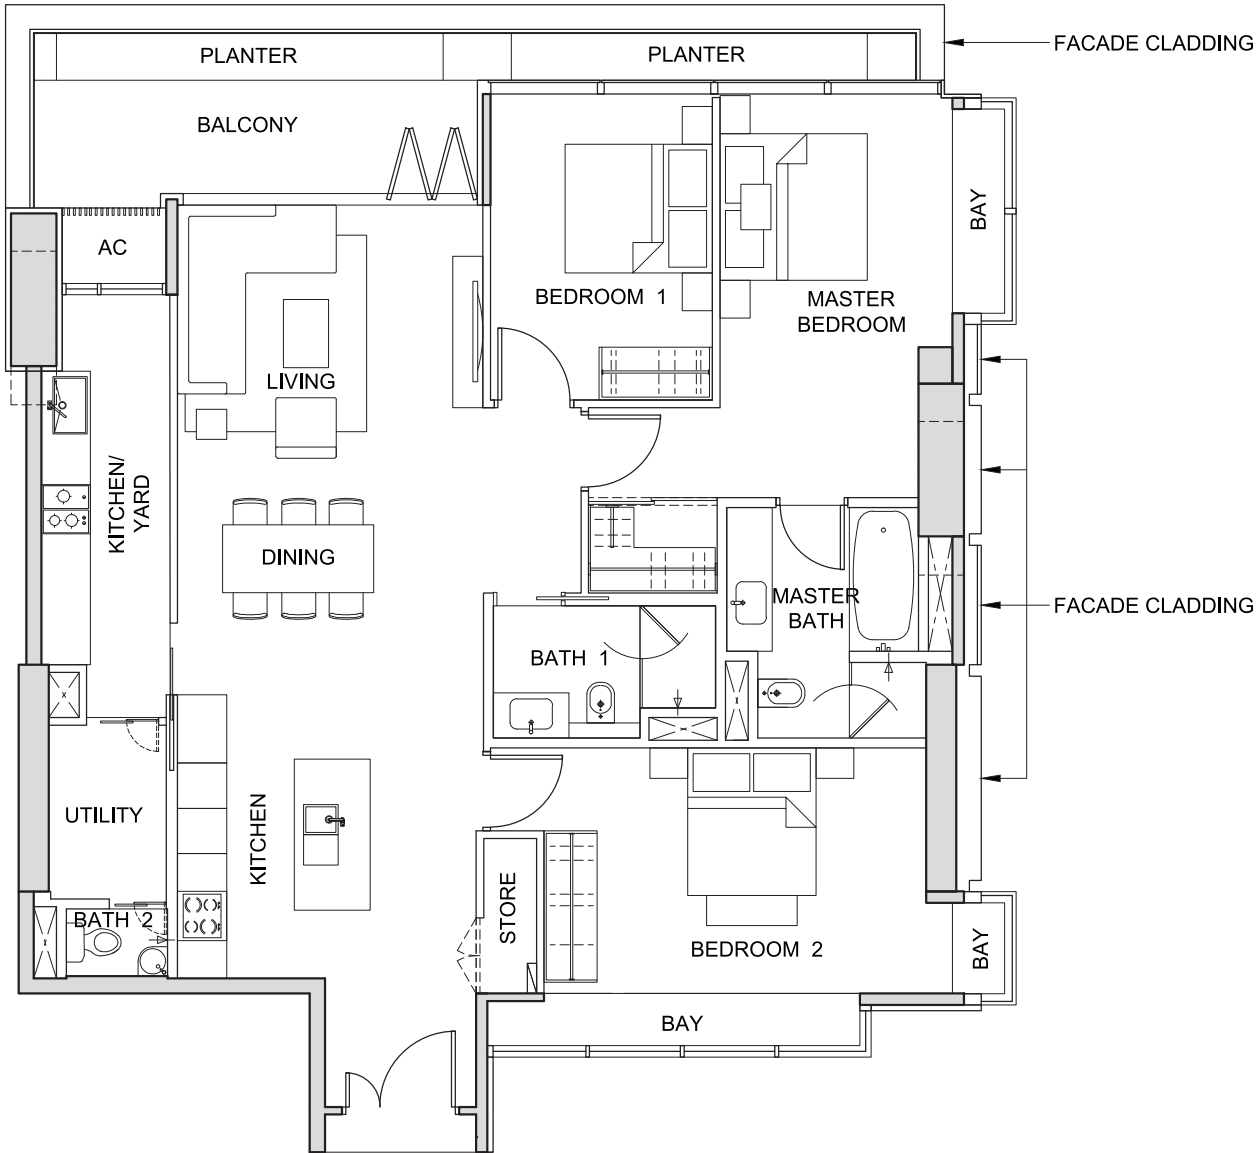 FACADE CLADDING
PLANTER
PLANTER
BALCONY
BAY
AC
BEDROOM 1
MASTER
BEDROOM
LIVING
KITCHEN/
YARD
DINING
MASTER
BATH
FACADE CLADDING
BATH 1
UTILITY
KITCHEN
STORE
BATH 2
BEDROOM 2
BAY
BAY